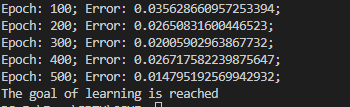 Epoch: 100; Error: 0.035628660957253394;
Epoch: 200; Error: 0.02650831600446523;
Epoch: 300; Error: 0.02005902963867732;
Epoch: 400; Error: 0.026717582239875647;
Epoch: 500; Error: 0.014795192569942932;
The goal of learning is reached